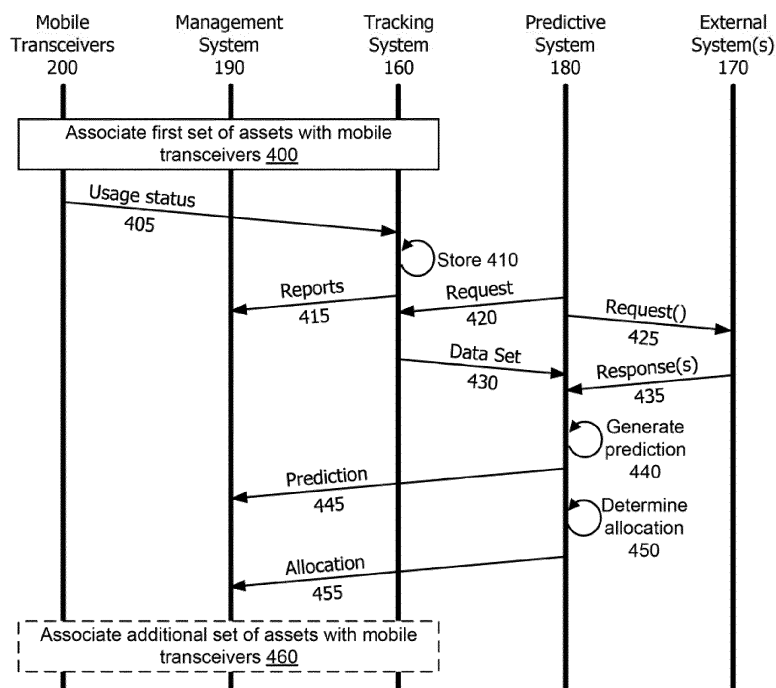 Mobile Transceivers 200
Management System 190
Tracking System 160
Predictive System 180
External System(s) 170
Associate first set of assets with mobile
transceivers 400
Usage status
405
Store 410
Reports
415
Request
420
Request()
425
Data Set
430
Response(s)
435
Generate
prediction
440
Prediction
445
Determine
allocation
450
Allocation
455
Associate additional set of assets with mobile
transceivers 460